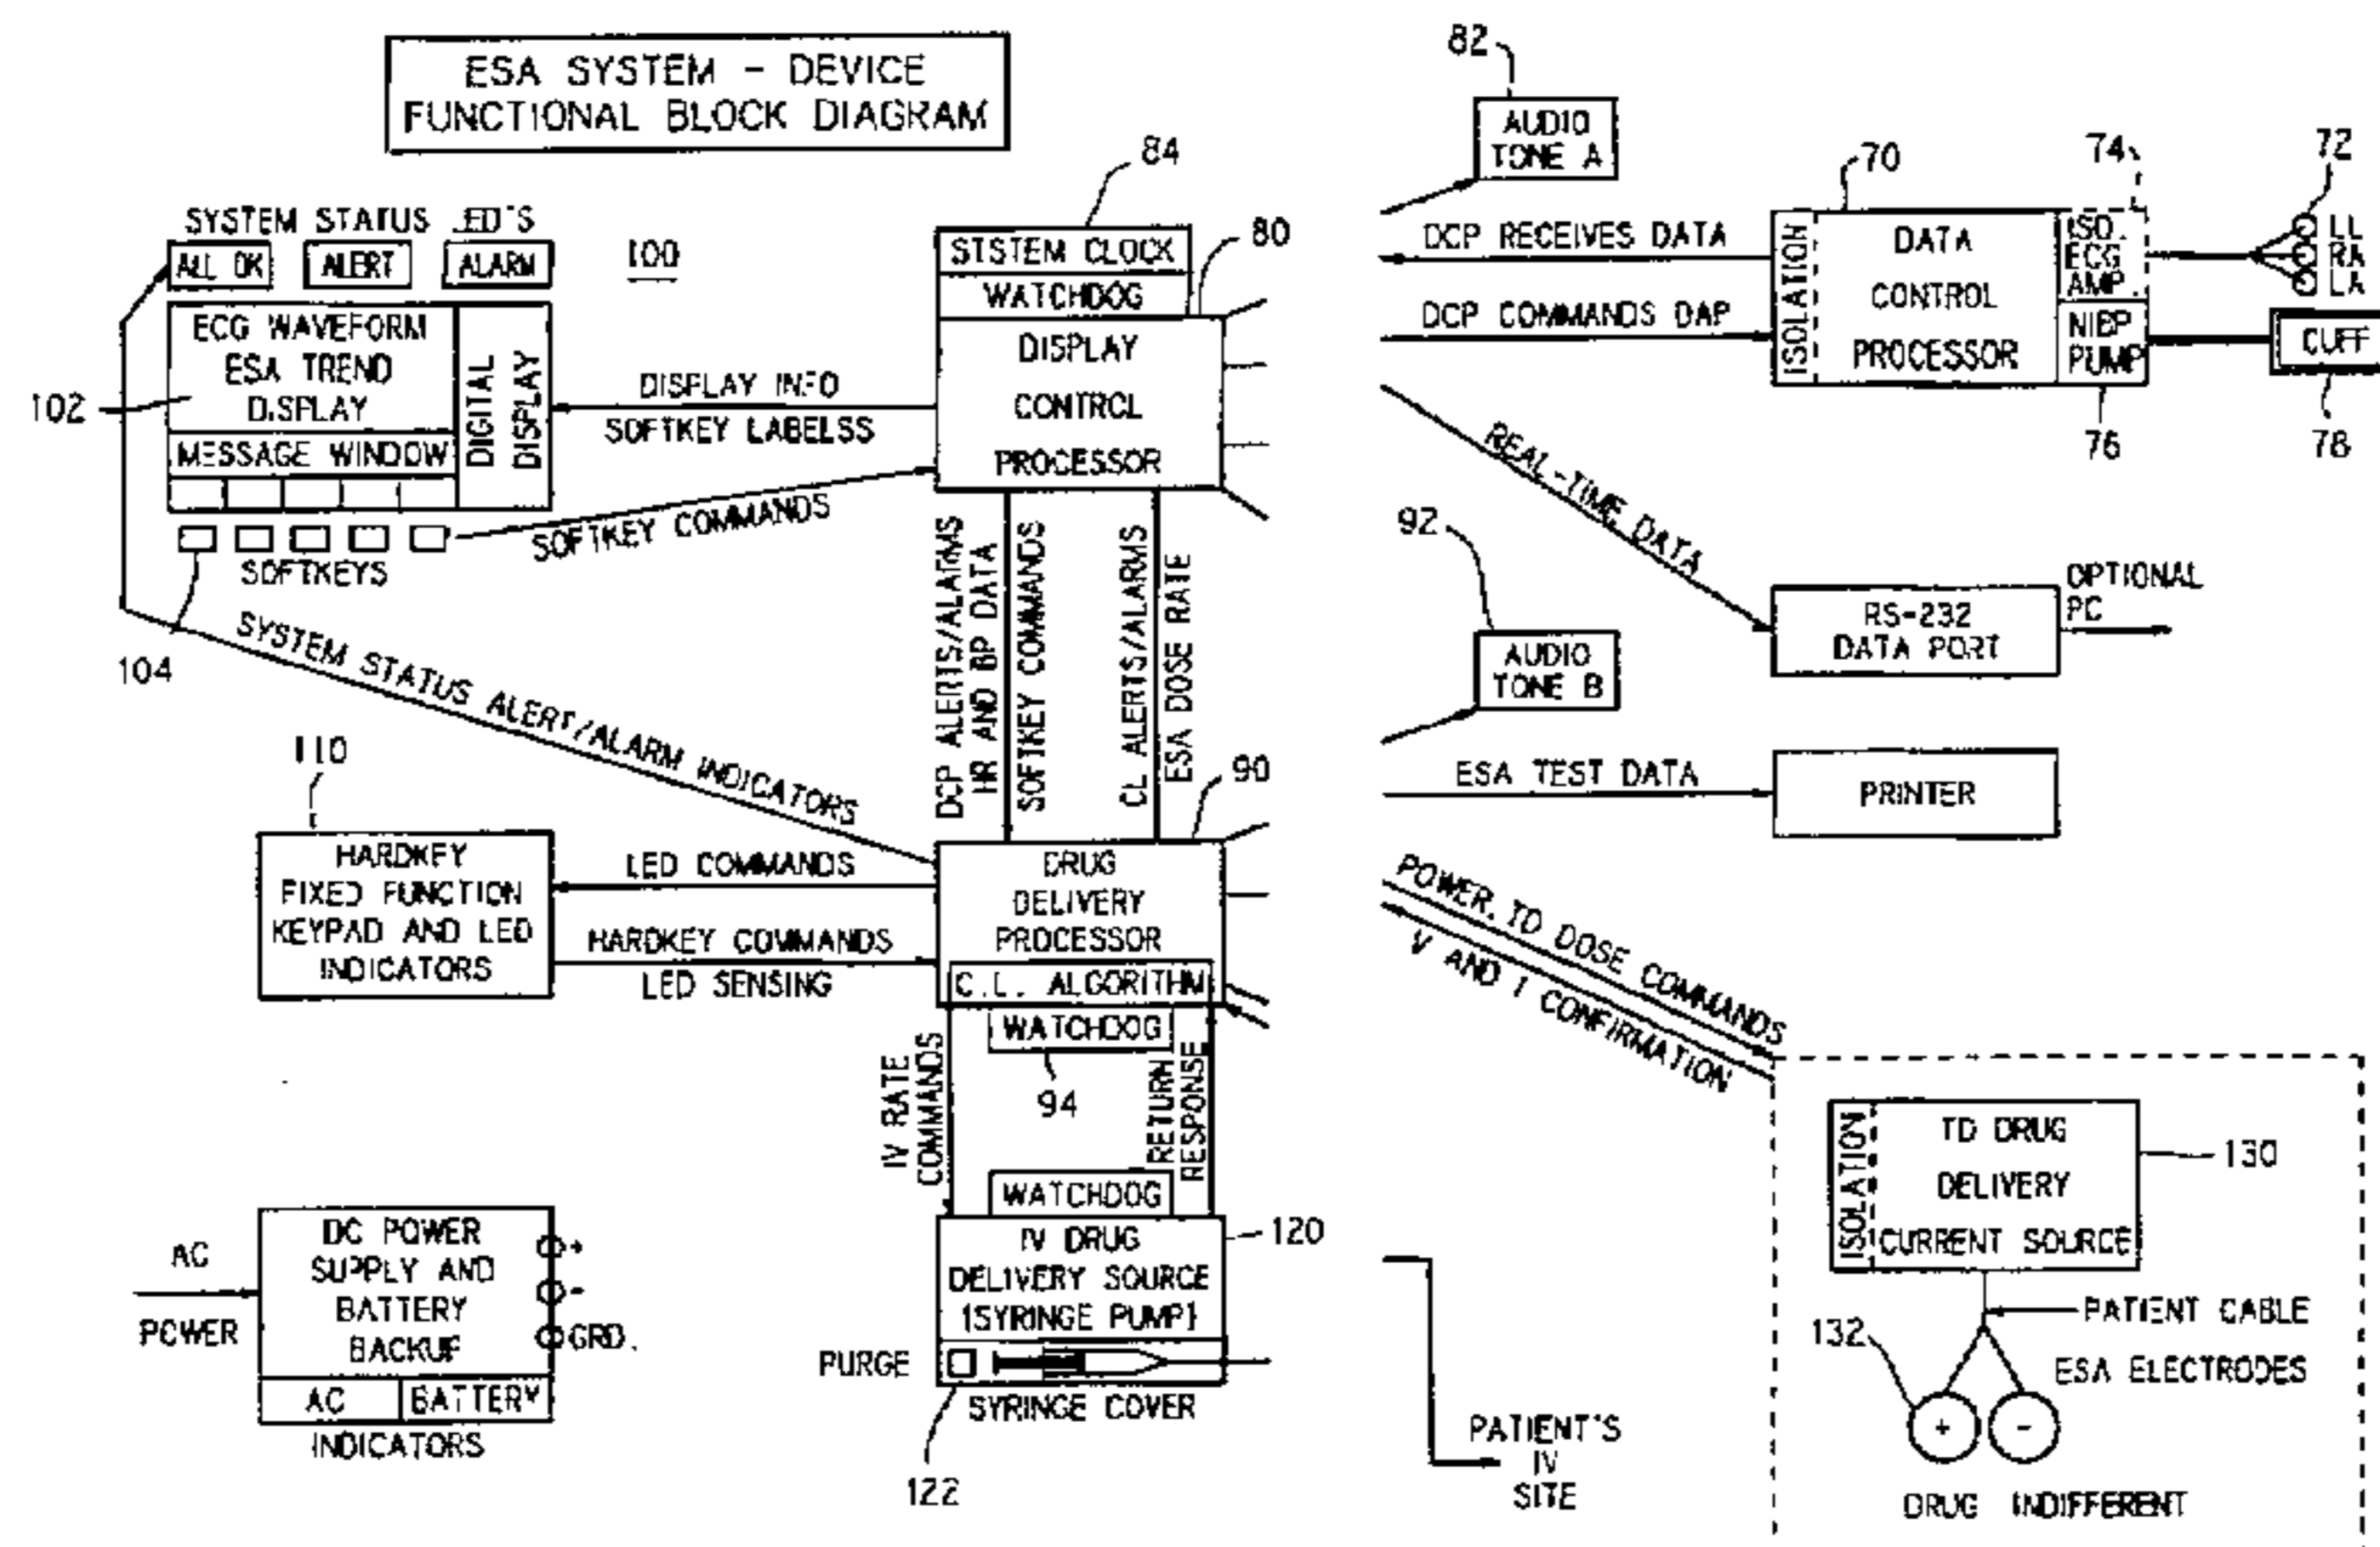 ESA SYSTEM - DEVICE
FUNCTIONAL BLOCK DIAGRAM
SYSTEM STATUS LED'S
ALL OK
ALERT
ALARM
100
ECG WAVEFORM
ESA TREND
DISPLAY
MESSAGE WINDOW
DIGITAL
DISPLAY
102
SOFTKEYS
104
DISPLAY INFO
SOFTKEY LABELSS
SOFTKEY COMMANDS
SYSTEM STATUS ALERT/ALARM INDICATORS
84
STSTEM CLOCK
WATCHDOG
80
DISPLAY
CONTROL
PROCESSOR
DCP ALERTS/ALARMS
HR AND BP DATA
SOFTKEY COMMANDS
CL ALERTS/ALARMS
ESA DOSE RATE
82
AUDIO
TONE A
DCP RECEIVES DATA
DCP COMMANDS DAP
70
ISOLATION
DATA
CONTROL
PROCESSOR
74
ISO.
ECG
AMP.
NIBP
PUMP
76
72
LL
RA
LA
CUFF
78
REAL-TIME DATA
RS-232
DATA PORT
OPTIONAL
PC
92
AUDIO
TONE B
ESA TEST DATA
PRINTER
110
HARDKEY
FIXED FUNCTION
KEYPAD AND LED
INDICATORS
LED COMMANDS
HARDKEY COMMANDS
LED SENSING
90
DRUG
DELIVERY
PROCESSOR
C.L. ALGORITHM
WATCHDOG
94
IV RATE
COMMANDS
RETURN
RESPONSE
POWER, TD DOSE COMMANDS
V AND I CONFIRMATION
AC
POWER
DC POWER
SUPPLY AND
BATTERY
BACKUP
+
-
GRD.
AC
BATTERY
INDICATORS
WATCHDOG
IV DRUG
DELIVERY SOURCE
(SYRINGE PUMP)
120
PURGE
SYRINGE COVER
122
PATIENT'S
IV
SITE
ISOLATION
TD DRUG
DELIVERY
CURRENT SOURCE
130
PATIENT CABLE
132
ESA ELECTRODES
+
-
DRUG INDIFFERENT